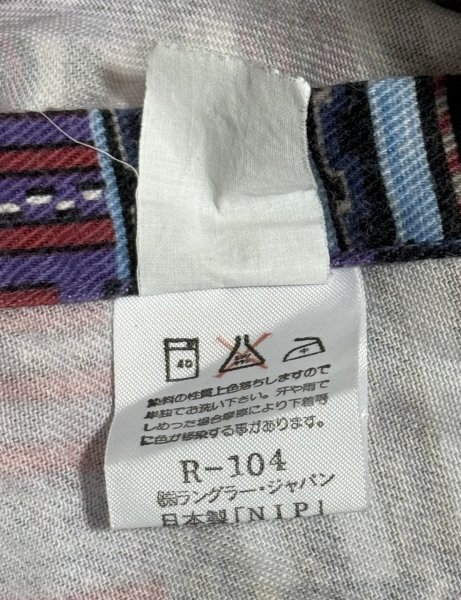 40
染料の性質上色落ちしますので
単独でお洗い下さい。汗や雨で
しめった場合摩擦により下着等
に色が移染する事があります。
R-104
㈱ラングラー・ジャパン
日本製「NIP」